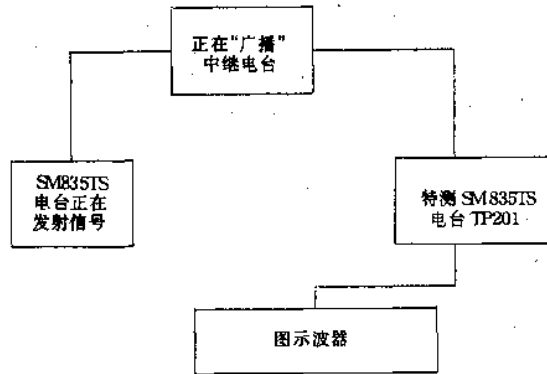 正在“广播”
中继电台
SM835TS
电台正在
发射信号
特测 SM835TS
电台 TP201
图示波器